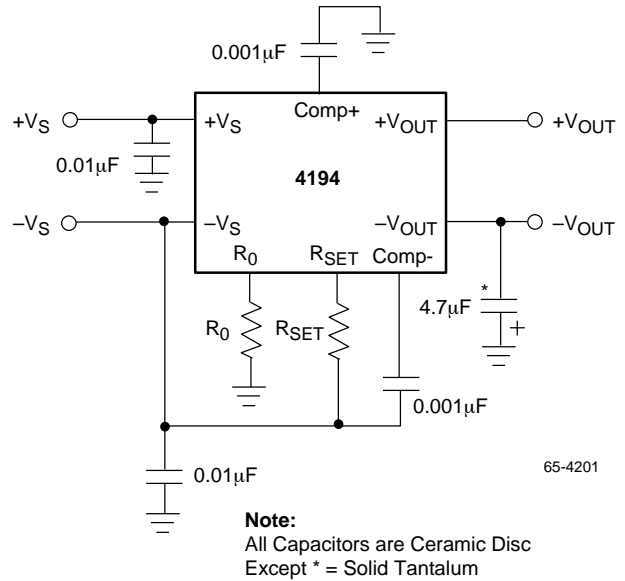 0.001μF
Comp+
+VS
+VS
+VOUT
+VOUT
0.01μF
4194
–VS
–VS
–VOUT
–VOUT
R0
RSET
Comp-
*
4.7μF
+
R0
RSET
0.001μF
0.01μF
65-4201
Note:
All Capacitors are Ceramic Disc
Except * = Solid Tantalum